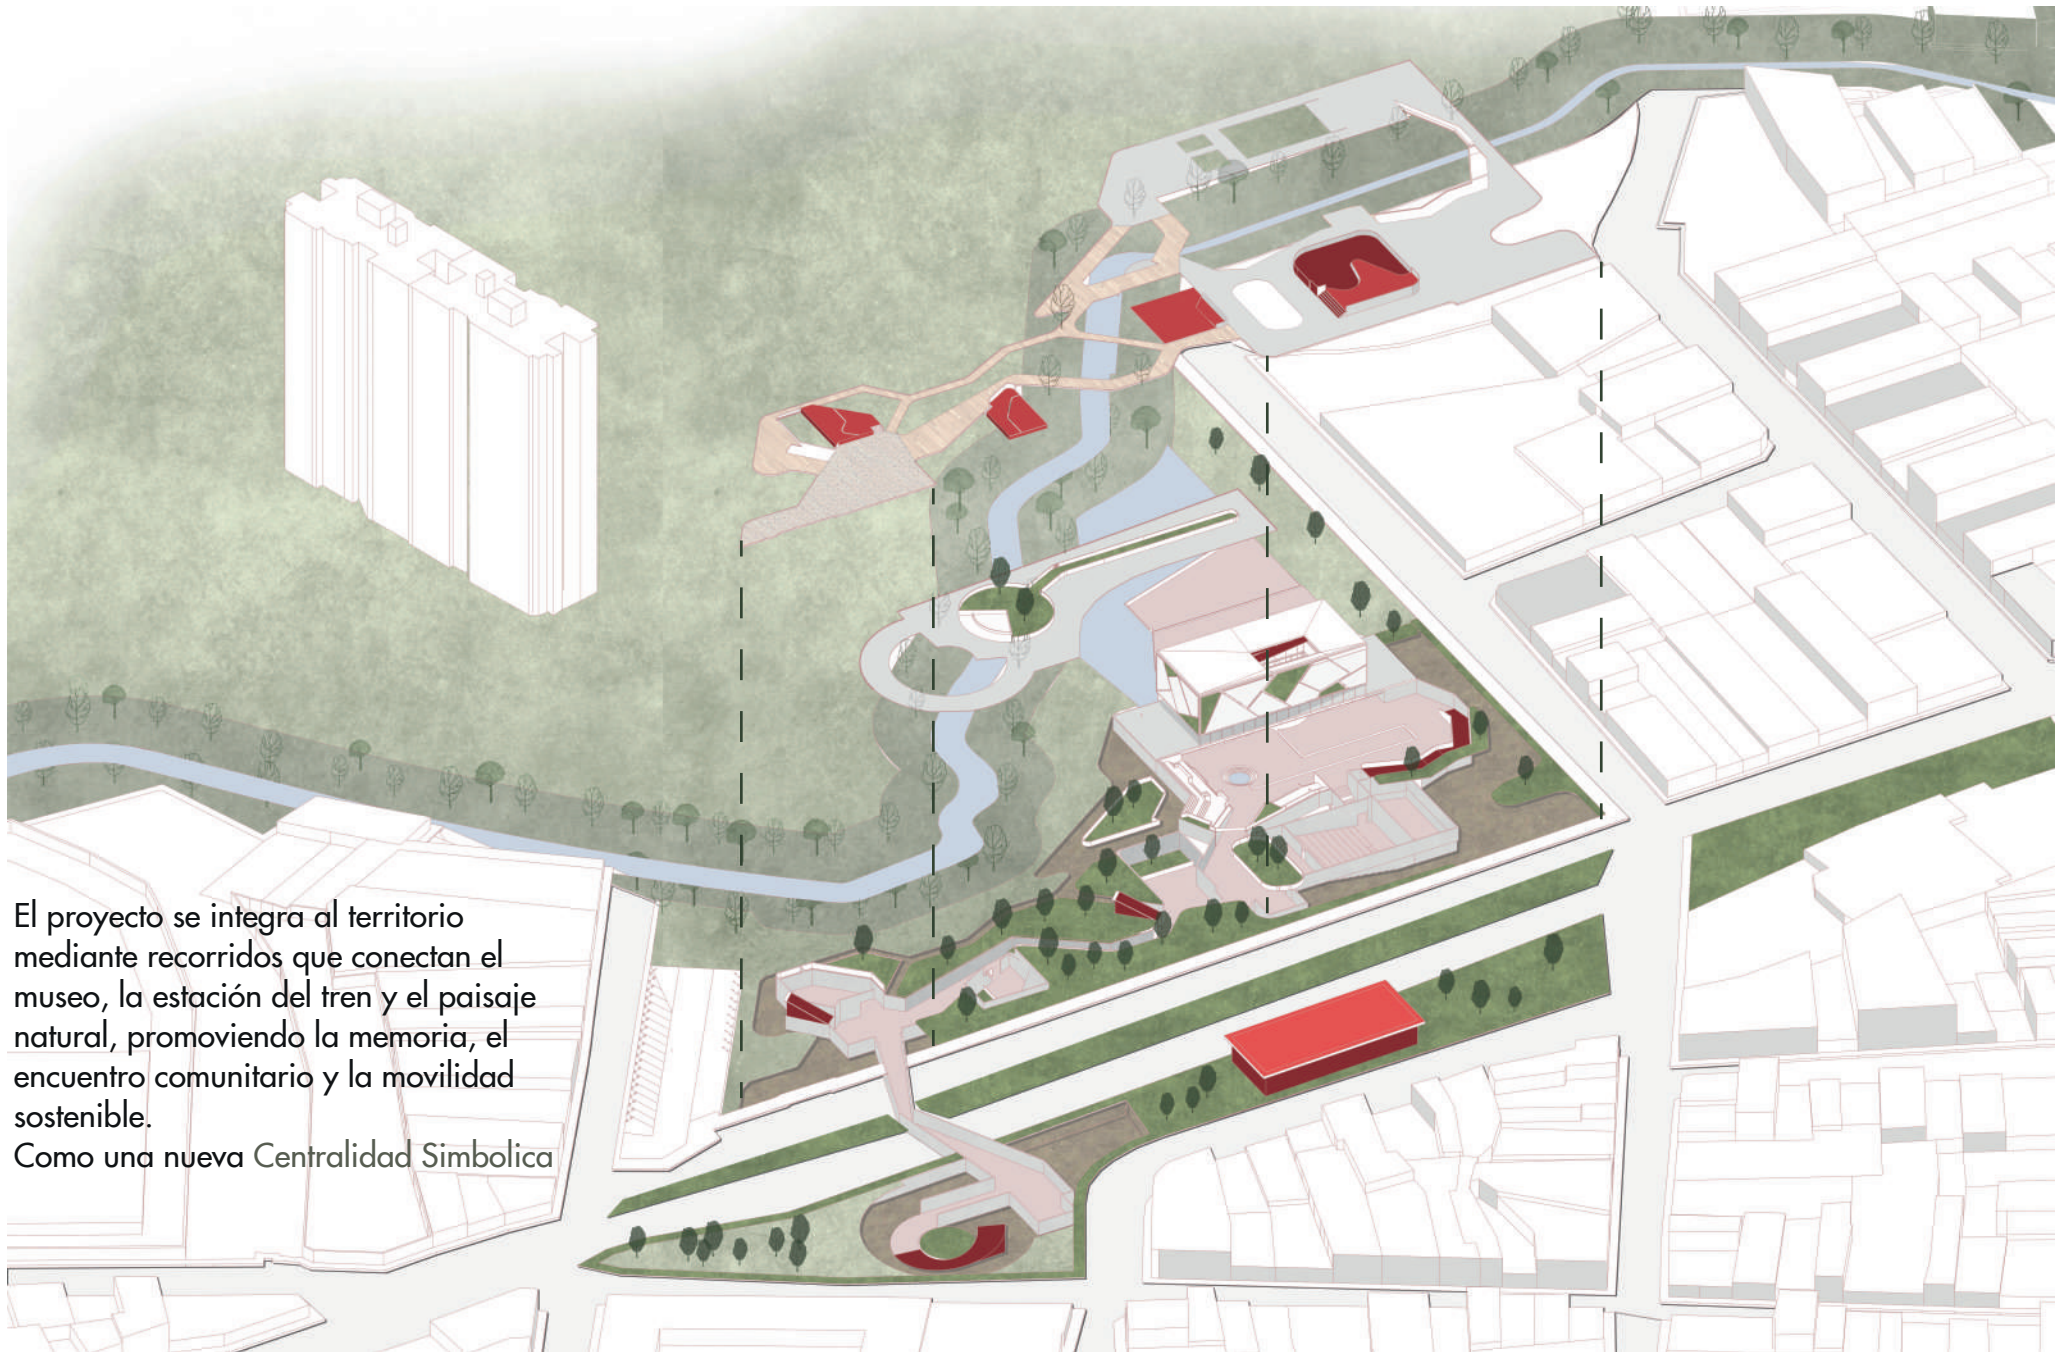 El proyecto se integra al territorio
mediante recorridos que conectan el
museo, la estación del tren y el paisaje
natural, promoviendo la memoria, el
encuentro comunitario y la movilidad
sostenible.
Como una nueva Centralidad Simbolica